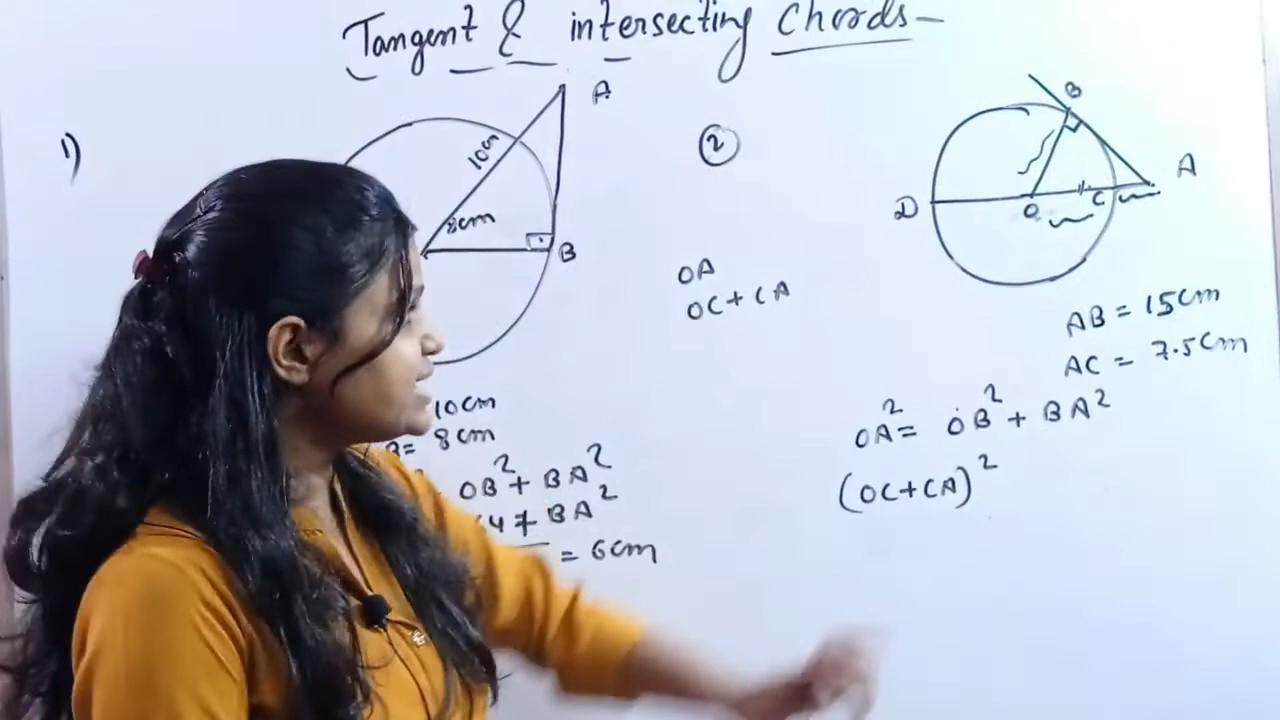 Tangent & intersecting Chords
1)
A
10cm
8cm
B
10cm
= 8cm
OB² + BA²
+ BA²
= 6cm
2
B
A
D
O
C
OA
OC + CA
AB = 15cm
AC = 7.5cm
OA² = OB² + BA²
(OC+CA)²